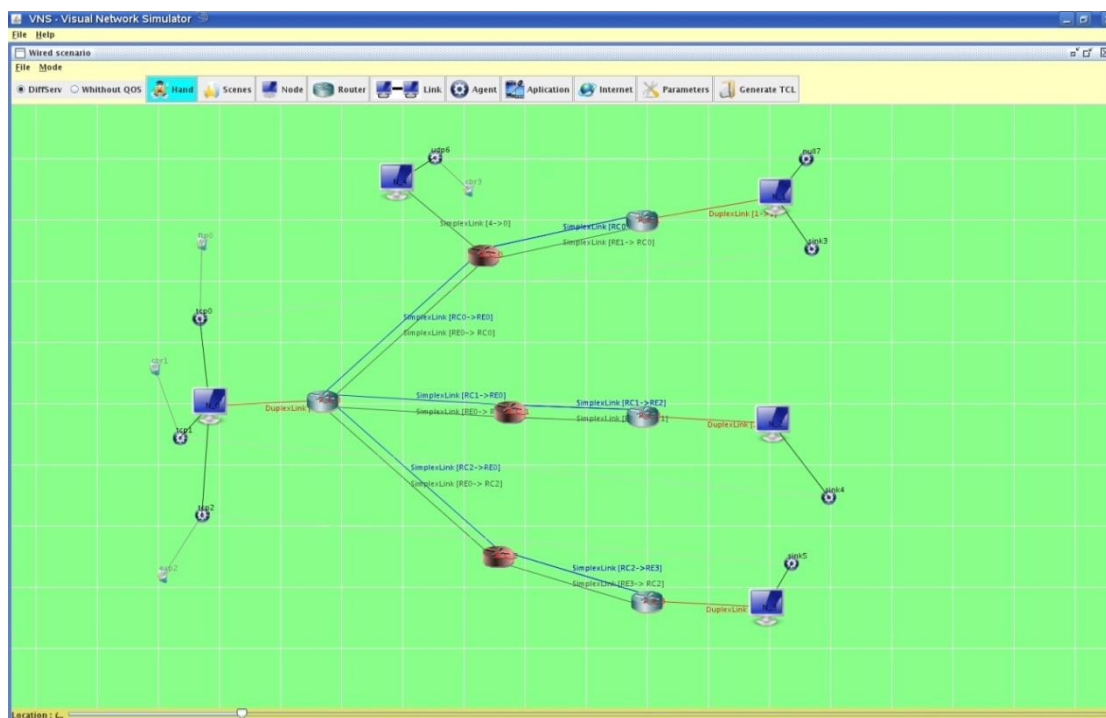 VNS - Visual Network Simulator
File Help
Wired scenario
File Mode
DiffServ Whithout QOS Hand Scenes Node Router Link Agent Aplication Internet Parameters Generate TCL
udp6
null7
cbr3
SimplexLink [4->0]
SimplexLink [RC0
DuplexLink [1->
SimplexLink [RE1-> RC0]
sink3
tcp0
SimplexLink [RC0->RE0]
SimplexLink [RE0-> RC0]
cbr1
SimplexLink [RC1->RE0]
SimplexLink [RC1->RE2]
DuplexLink
SimplexLink [RE0->
SimplexLink
DuplexLink
tcp1
SimplexLink [RC2->RE0]
SimplexLink [RE0-> RC2]
sink4
tcp2
sink5
SimplexLink [RC2->RE3]
SimplexLink [RE3-> RC2]
DuplexLink
Location : (...